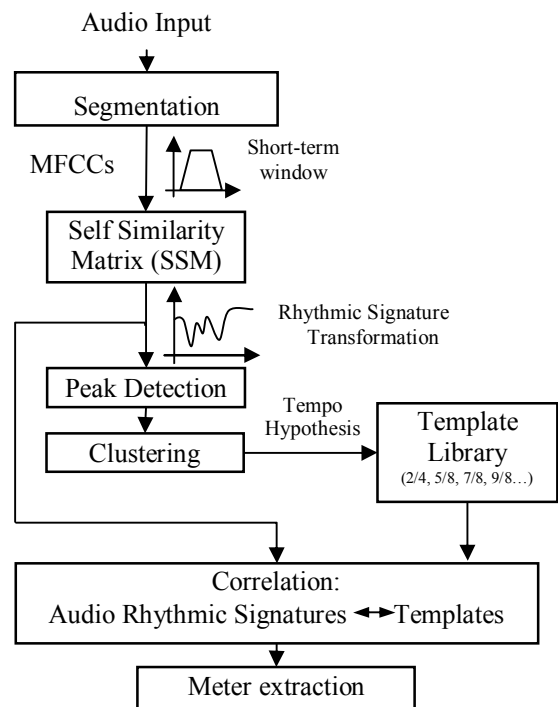 Audio Input
Segmentation
MFCCs
Short-term
window
Self Similarity
Matrix (SSM)
Rhythmic Signature
Transformation
Peak Detection
Tempo
Hypothesis
Clustering
Template
Library
(2/4, 5/8, 7/8, 9/8…)
Correlation:
Audio Rhythmic Signatures Templates
Meter extraction